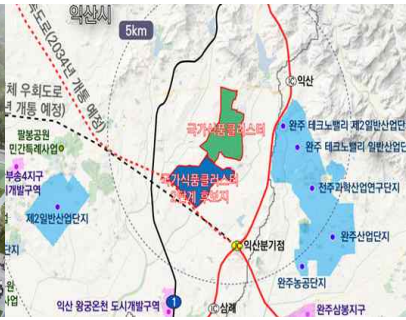 익산시
5km
도로(2034년 개통 예정)
체 우회도로
년 개통 예정)
익산
국가식품클러스터
완주 테크노밸리 제2일반산업단
완주 테크노밸리 일반산업단
팔봉공원
민간특례사업
국가식품클러스터
2단계 후보지
부송4지구
개발구역
전주과학산업연구단지
제2일반산업단지
완주산업단지
익산분기점
단지
완주농공단지
원
사업
익산 왕궁온천 도시개발구역
1
삼례
완주삼봉지구